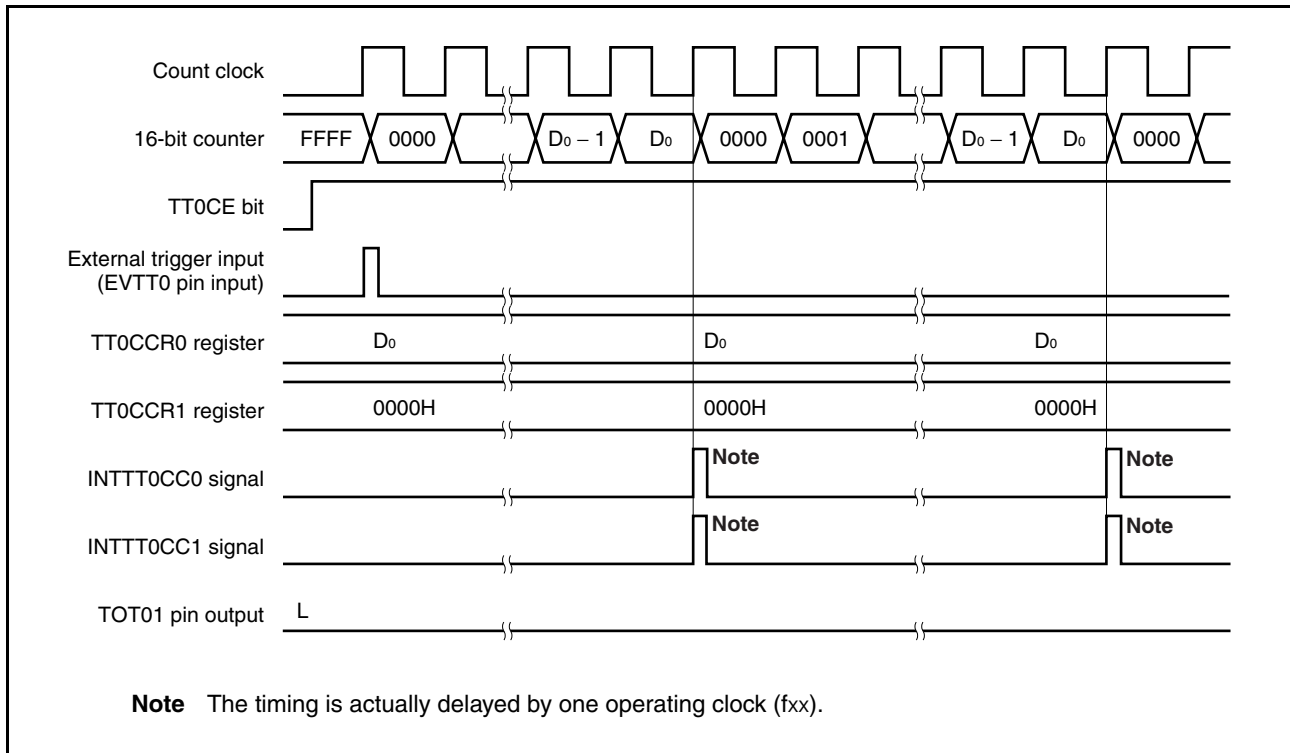 Count clock
16-bit counter FFFF 0000 D0 − 1 D0 0000 0001 D0 − 1 D0 0000
TT0CE bit
External trigger input
(EVTT0 pin input)
TT0CCR0 register D0 D0 D0
TT0CCR1 register 0000H 0000H 0000H
INTTT0CC0 signal Note Note
INTTT0CC1 signal Note Note
TOT01 pin output L
Note The timing is actually delayed by one operating clock (fxx).